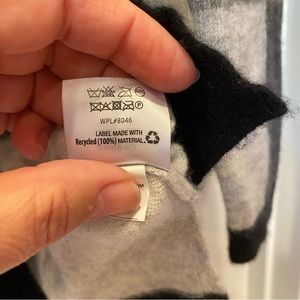 WPL#8046
LABEL MADE WITH
Recycled (100%) MATERIAL.